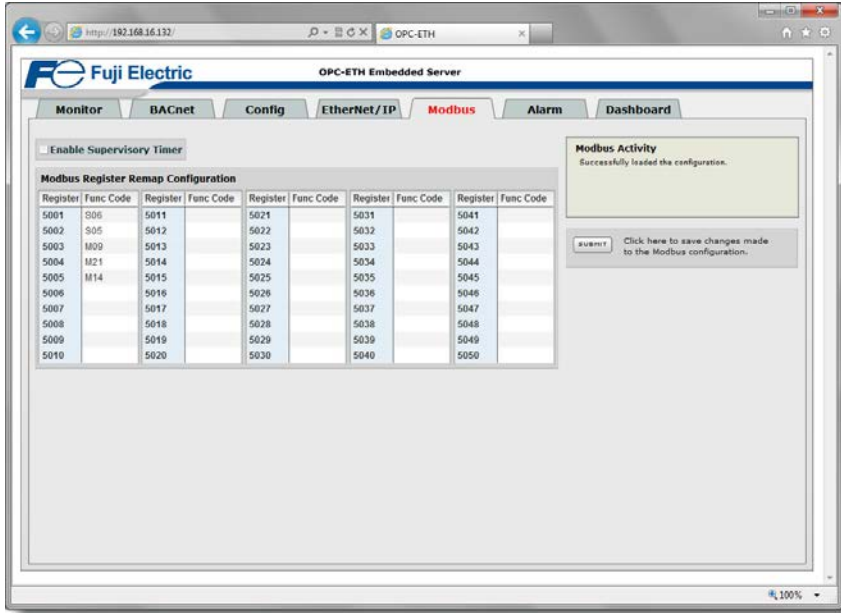 http://192.168.16.132/
OPC-ETH
Fuji Electric
OPC-ETH Embedded Server
Monitor BACnet Config EtherNet/IP Modbus Alarm Dashboard
Enable Supervisory Timer
Modbus Register Remap Configuration
Register Func Code Register Func Code Register Func Code Register Func Code Register Func Code
5001 S06 5011 5021 5031 5041
5002 S05 5012 5022 5032 5042
5003 M09 5013 5023 5033 5043
5004 M21 5014 5024 5034 5044
5005 M14 5015 5025 5035 5045
5006 5016 5026 5036 5046
5007 5017 5027 5037 5047
5008 5018 5028 5038 5048
5009 5019 5029 5039 5049
5010 5020 5030 5040 5050
Modbus Activity
Successfully loaded the configuration.
SUBMIT
Click here to save changes made
to the Modbus configuration.
100%